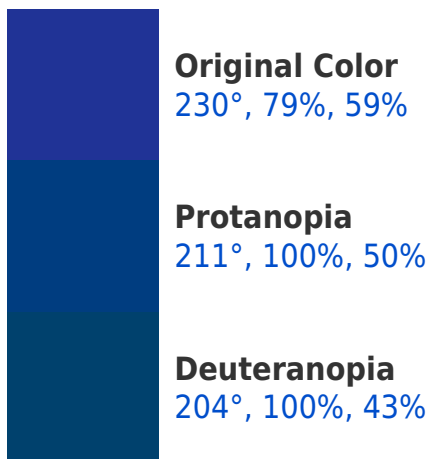 Original Color
230°, 79%, 59%
Protanopia
211°, 100%, 50%
Deuteranopia
204°, 100%, 43%